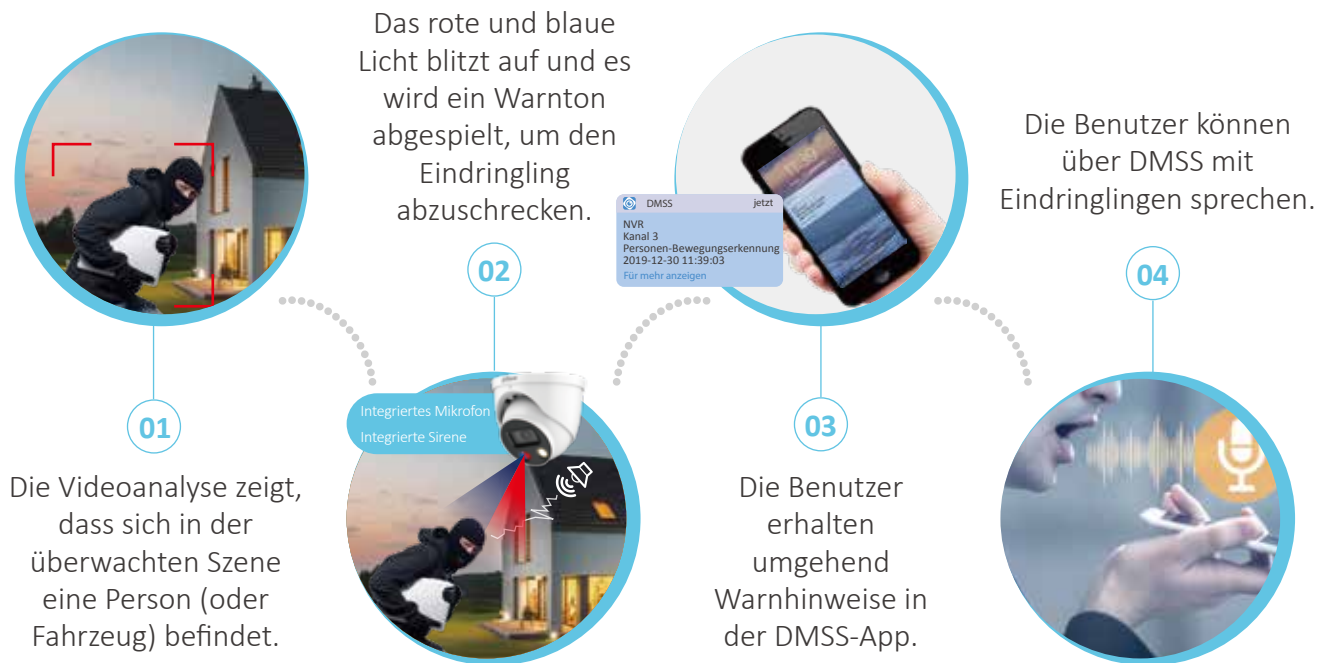 01
Die Videoanalyse zeigt,
dass sich in der
überwachten Szene
eine Person (oder
Fahrzeug) befindet.
Das rote und blaue
Licht blitzt auf und es
wird ein Warnton
abgespielt, um den
Eindringling
abzuschrecken.
02
Integriertes Mikrofon
Integrierte Sirene
DMSS jetzt
NVR
Kanal 3
Personen-Bewegungserkennung
2019-12-30 11:39:03
Für mehr anzeigen
03
Die Benutzer
erhalten
umgehend
Warnhinweise in
der DMSS-App.
Die Benutzer können
über DMSS mit
Eindringlingen sprechen.
04